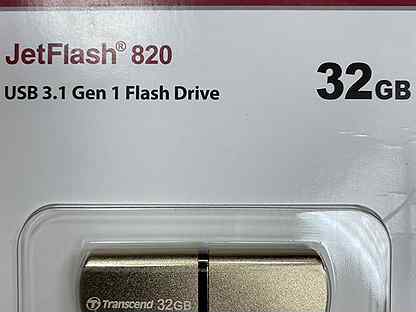 JetFlash® 820
USB 3.1 Gen 1 Flash Drive
32GB
Transcend 32GB